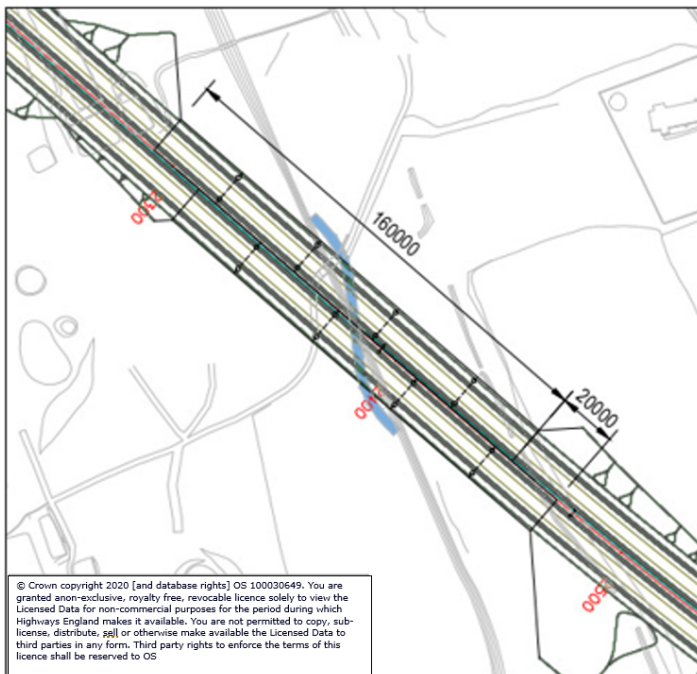 2300
160000
2400
20000
2500
© Crown copyright 2020 [and database rights] OS 100030649. You are
granted anon-exclusive, royalty free, revocable licence solely to view the
Licensed Data for non-commercial purposes for the period during which
Highways England makes it available. You are not permitted to copy, sub-
license, distribute, sell or otherwise make available the Licensed Data to
third parties in any form. Third party rights to enforce the terms of this
licence shall be reserved to OS